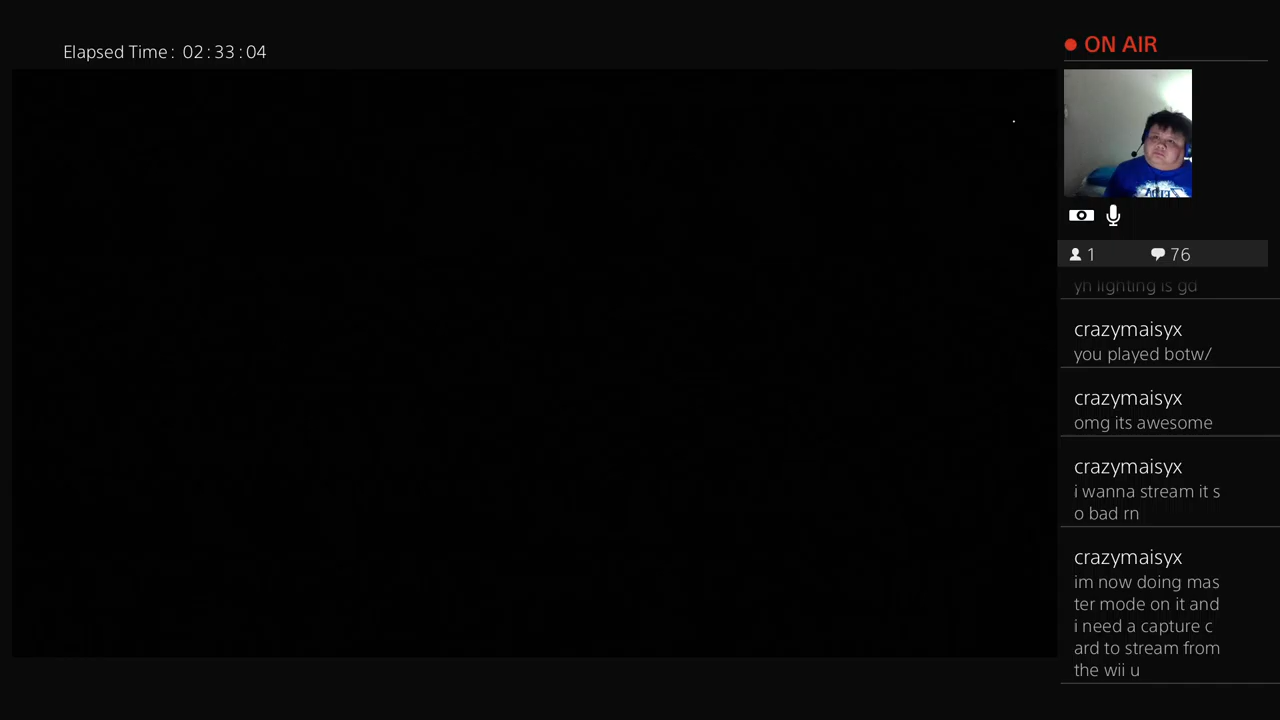 Elapsed Time: 02:33:04
ON AIR
1
76
yh lighting is gd
crazymaisyx
you played botw/
crazymaisyx
omg its awesome
crazymaisyx
i wanna stream it s
o bad rn
crazymaisyx
im now doing mas
ter mode on it and
i need a capture c
ard to stream from
the wii u